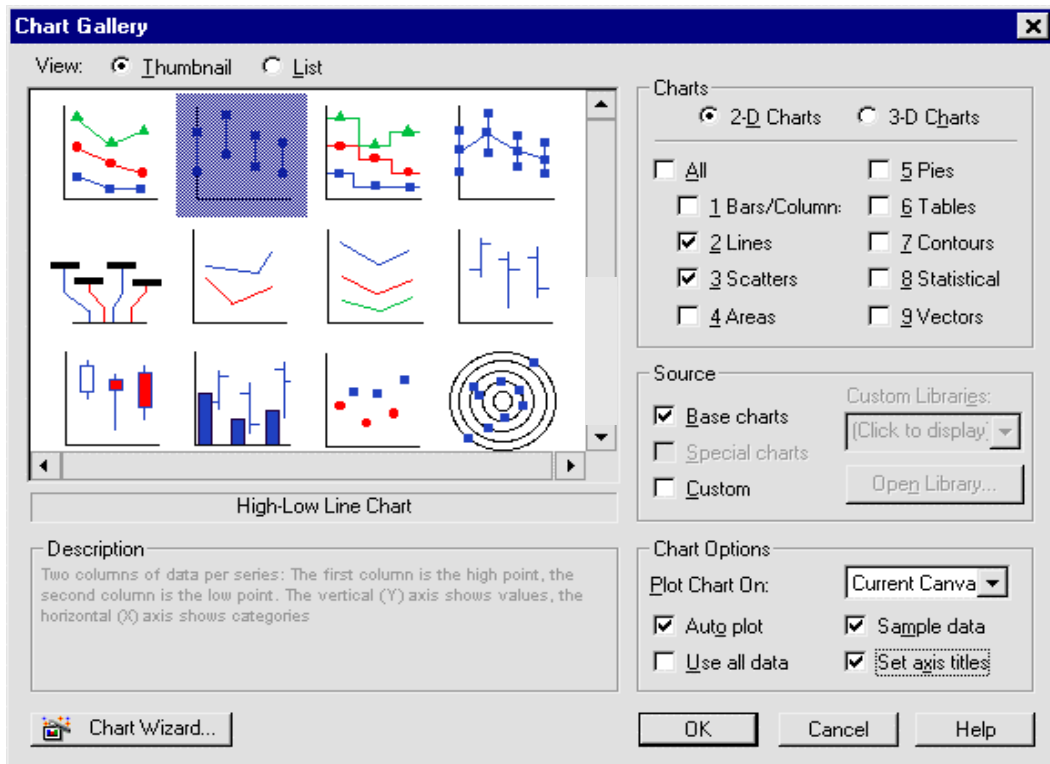 Chart Gallery
View: Thumbnail List
High-Low Line Chart
Description
Two columns of data per series: The first column is the high point, the
second column is the low point. The vertical (Y) axis shows values, the
horizontal (X) axis shows categories
Chart Wizard...
Charts
2-D Charts 3-D Charts
All 5 Pies
1 Bars/Column: 6 Tables
2 Lines 7 Contours
3 Scatters 8 Statistical
4 Areas 9 Vectors
Source
Custom Libraries:
Base charts (Click to display)
Special charts
Custom Open Library...
Chart Options
Plot Chart On: Current Canva
Auto plot Sample data
Use all data Set axis titles
OK Cancel Help